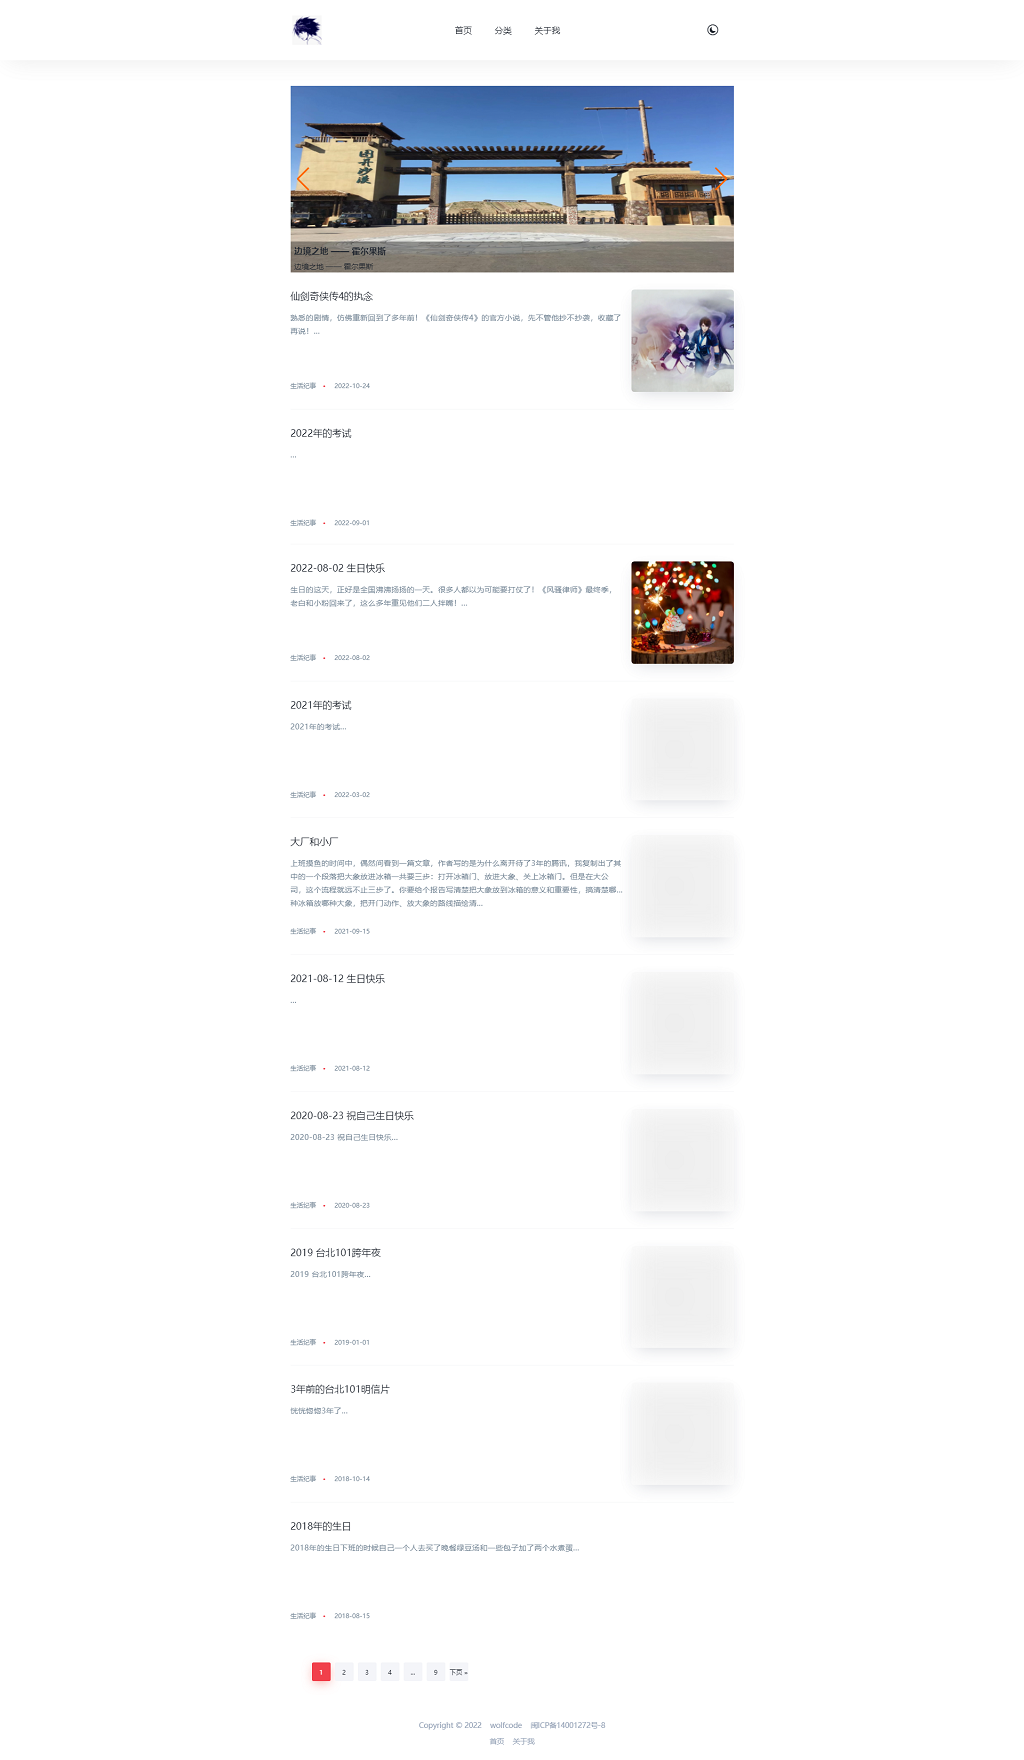 首页 分类 关于我
图开沙漠
边境之地 —— 霍尔果斯
边境之地 —— 霍尔果斯
仙剑奇侠传4的执念
熟悉的剧情，仿佛重新回到了多年前！《仙剑奇侠传4》的官方小说，先不管他抄不抄袭，收藏了
再说！...
生活纪事 • 2022-10-24
2022年的考试
...
生活纪事 • 2022-09-01
2022-08-02 生日快乐
生日的这天，正好是全国沸沸扬扬的一天。很多人都以为可能要打仗了！《风骚律师》最终季，
老白和小粉回来了，这么多年重见他们二人拌嘴！...
生活纪事 • 2022-08-02
2021年的考试
2021年的考试...
生活纪事 • 2022-03-02
大厂和小厂
上班摸鱼的时间中，偶然间看到一篇文章，作者写的是为什么离开待了3年的腾讯，我复制出了其
中的一个段落把大象放进冰箱一共要三步：打开冰箱门、放进大象、关上冰箱门。但是在大公
司，这个流程就远不止三步了。你要给个报告写清楚把大象放到冰箱的意义和重要性，搞清楚哪...
种冰箱放哪种大象，把开门动作、放大象的路线描绘清...
生活纪事 • 2021-09-15
2021-08-12 生日快乐
...
生活纪事 • 2021-08-12
2020-08-23 祝自己生日快乐
2020-08-23 祝自己生日快乐...
生活纪事 • 2020-08-23
2019 台北101跨年夜
2019 台北101跨年夜...
生活纪事 • 2019-01-01
3年前的台北101明信片
恍恍惚惚3年了...
生活纪事 • 2018-10-14
2018年的生日
2018年的生日下班的时候自己一个人去买了晚餐绿豆汤和一些包子加了两个水煮蛋...
生活纪事 • 2018-08-15
1 2 3 4 ... 9 下页 »
Copyright © 2022 wolfcode 闽ICP备14001272号-8
首页 关于我